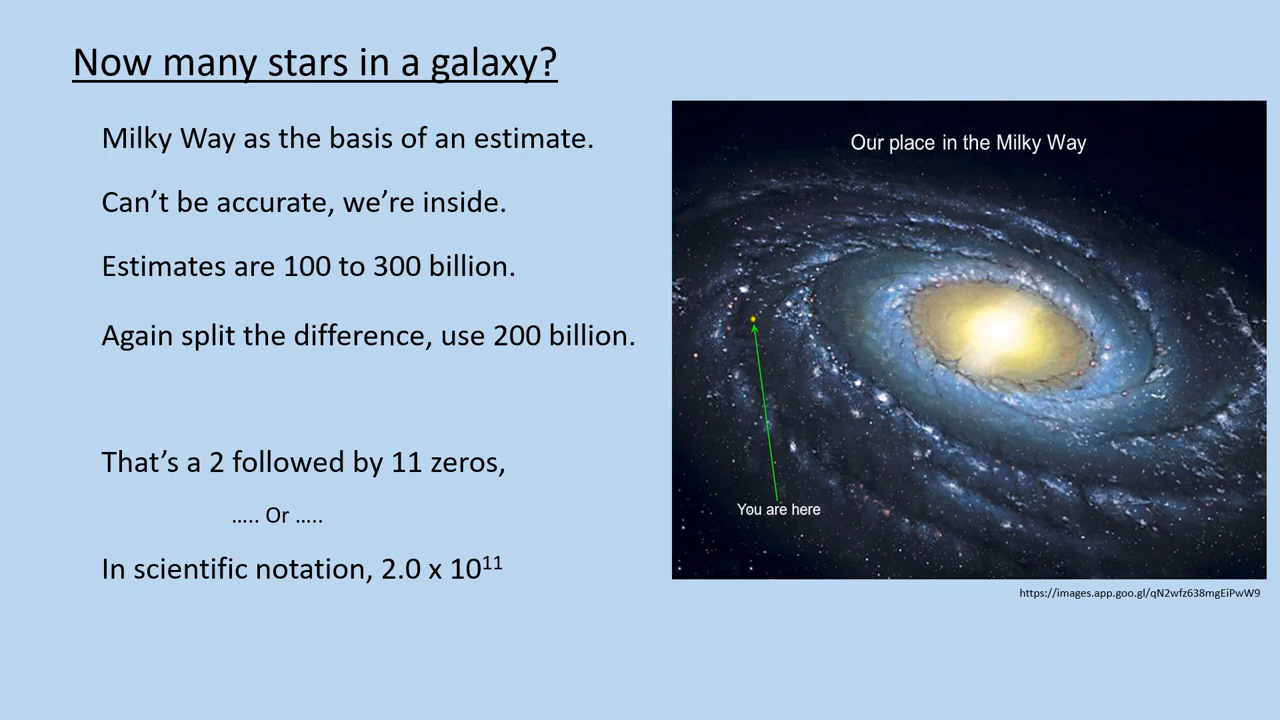 Now many stars in a galaxy?
Milky Way as the basis of an estimate.
Can’t be accurate, we’re inside.
Estimates are 100 to 300 billion.
Again split the difference, use 200 billion.
That’s a 2 followed by 11 zeros,
….. Or …..
In scientific notation, 2.0 x 10¹¹
Our place in the Milky Way
You are here
https://images.app.goo.gl/qN2wfz638mgEiPwW9